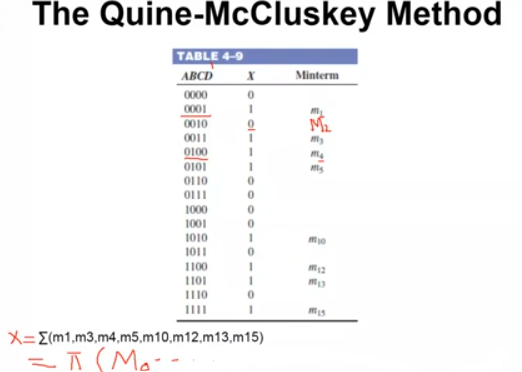 The Quine-McCluskey Method
TABLE 4–9
ABCD X Minterm
0000 0
0001 1 m1
0010 0 M2
0011 1 m3
0100 1 m4
0101 1 m5
0110 0
0111 0
1000 0
1001 0
1010 1 m10
1011 0
1100 1 m12
1101 1 m13
1110 0
1111 1 m15
X = ∑(m1,m3,m4,m5,m10,m12,m13,m15)
= π (M0 - - - - -